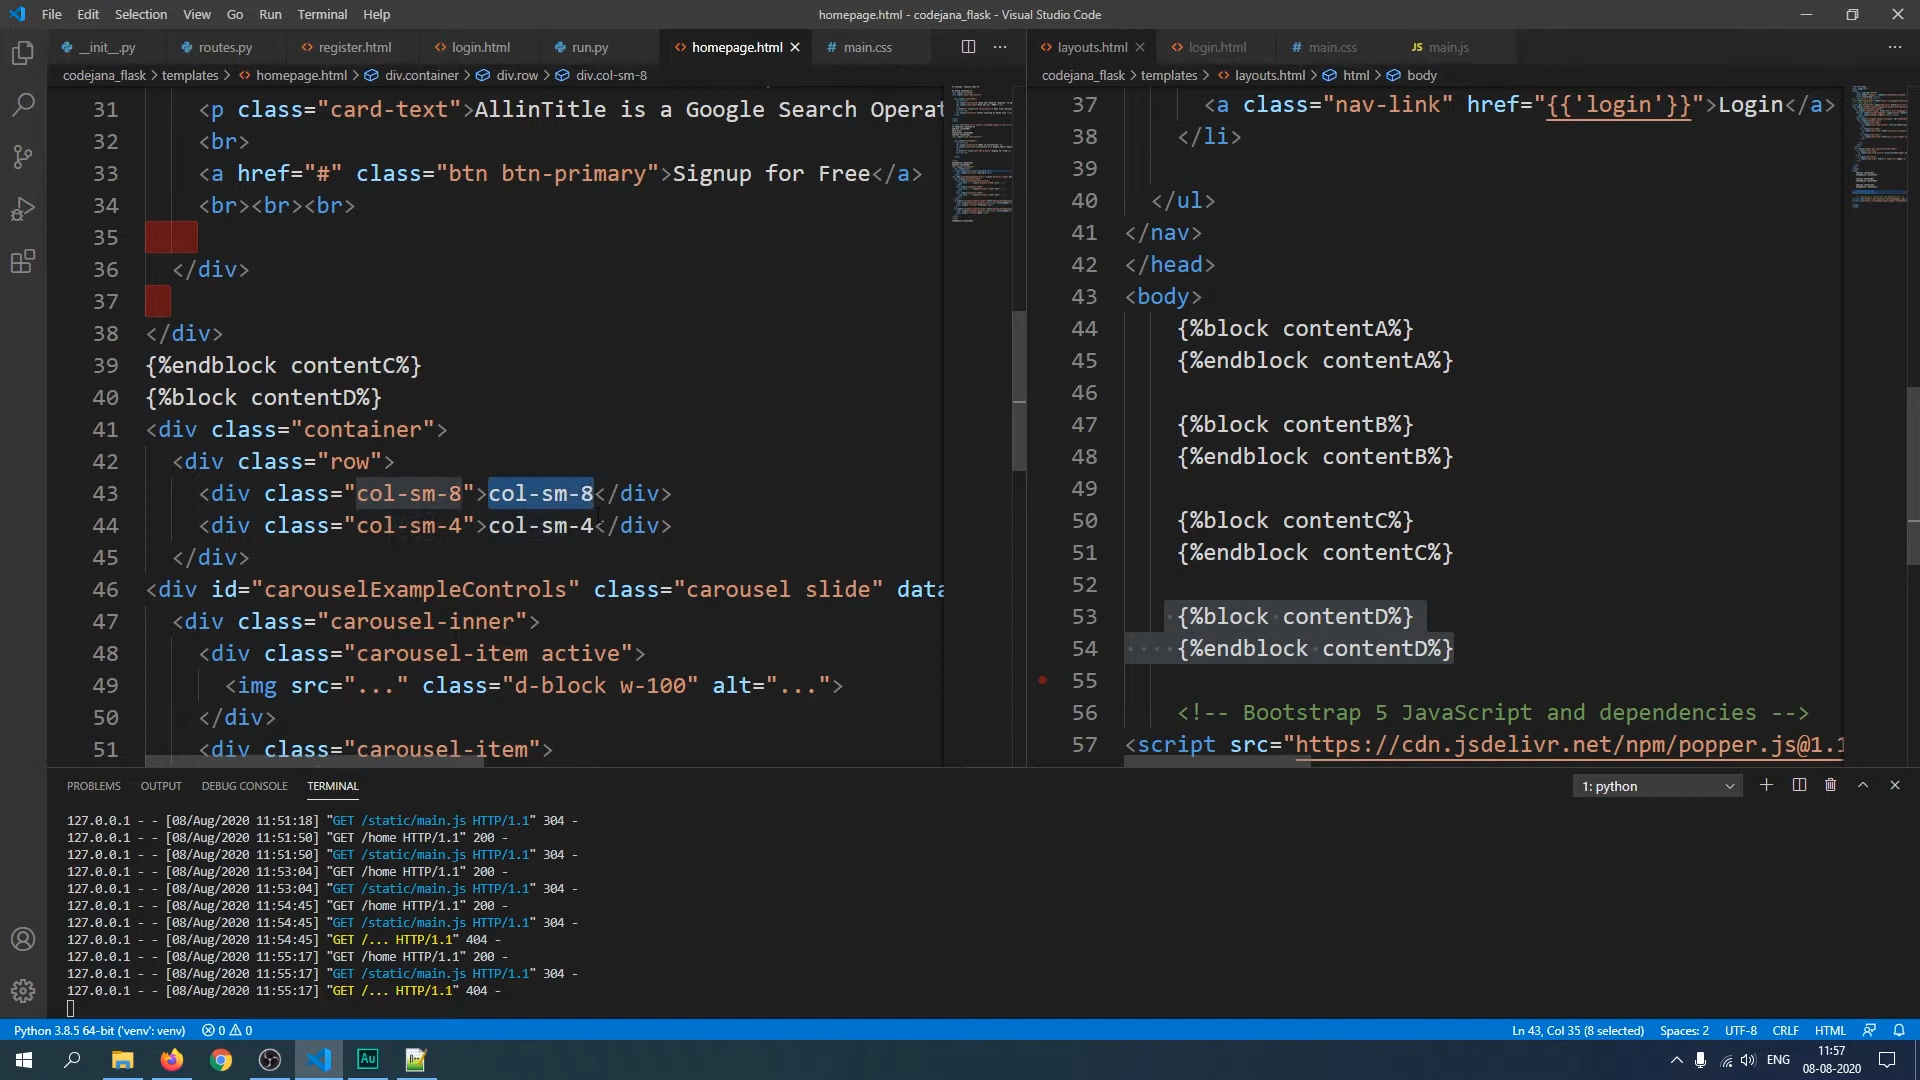 File Edit Selection View Go Run Terminal Help
homepage.html - codejana_flask - Visual Studio Code
__init__.py routes.py register.html login.html run.py homepage.html main.css
layouts.html login.html main.css main.js
codejana_flask > templates > homepage.html > div.container > div.row > div.col-sm-8
codejana_flask > templates > layouts.html > html > body
31 <p class="card-text">AllinTitle is a Google Search Operat
32 <br>
33 <a href="#" class="btn btn-primary">Signup for Free</a>
34 <br><br><br>
35
36 </div>
37
38 </div>
39 {%endblock contentC%}
40 {%block contentD%}
41 <div class="container">
42 <div class="row">
43 <div class="col-sm-8">col-sm-8</div>
44 <div class="col-sm-4">col-sm-4</div>
45 </div>
46 <div id="carouselExampleControls" class="carousel slide" data
47 <div class="carousel-inner">
48 <div class="carousel-item active">
49 <img src="..." class="d-block w-100" alt="...">
50 </div>
51 <div class="carousel-item">
37 <a class="nav-link" href="{{'login'}}">Login</a>
38 </li>
39
40 </ul>
41 </nav>
42 </head>
43 <body>
44 {%block contentA%}
45 {%endblock contentA%}
46
47 {%block contentB%}
48 {%endblock contentB%}
49
50 {%block contentC%}
51 {%endblock contentC%}
52
53 {%block contentD%}
54 {%endblock contentD%}
55
56 <!-- Bootstrap 5 JavaScript and dependencies -->
57 <script src="https://cdn.jsdelivr.net/npm/popper.js@1.1
PROBLEMS OUTPUT DEBUG CONSOLE TERMINAL
1: python
127.0.0.1 - - [08/Aug/2020 11:51:18] "GET /static/main.js HTTP/1.1" 304 -
127.0.0.1 - - [08/Aug/2020 11:51:50] "GET /home HTTP/1.1" 200 -
127.0.0.1 - - [08/Aug/2020 11:51:50] "GET /static/main.js HTTP/1.1" 304 -
127.0.0.1 - - [08/Aug/2020 11:53:04] "GET /home HTTP/1.1" 200 -
127.0.0.1 - - [08/Aug/2020 11:53:04] "GET /static/main.js HTTP/1.1" 304 -
127.0.0.1 - - [08/Aug/2020 11:54:45] "GET /home HTTP/1.1" 200 -
127.0.0.1 - - [08/Aug/2020 11:54:45] "GET /static/main.js HTTP/1.1" 304 -
127.0.0.1 - - [08/Aug/2020 11:54:45] "GET /... HTTP/1.1" 404 -
127.0.0.1 - - [08/Aug/2020 11:55:17] "GET /home HTTP/1.1" 200 -
127.0.0.1 - - [08/Aug/2020 11:55:17] "GET /static/main.js HTTP/1.1" 304 -
127.0.0.1 - - [08/Aug/2020 11:55:17] "GET /... HTTP/1.1" 404 -
Python 3.8.5 64-bit ('venv': venv) 0 0
Ln 43, Col 35 (8 selected) Spaces: 2 UTF-8 CRLF HTML
Au
ENG
11:57
08-08-2020